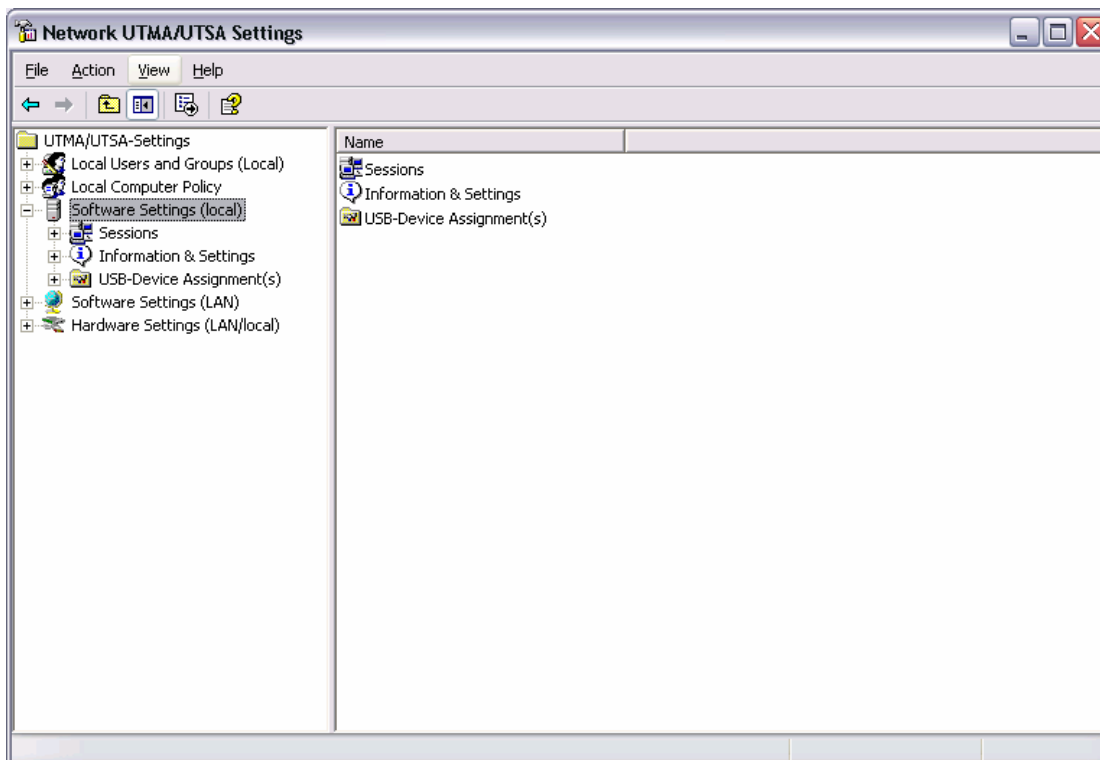 Network UTMA/UTSA Settings
File Action View Help
UTMA/UTSA-Settings
Local Users and Groups (Local)
Local Computer Policy
Software Settings (local)
Sessions
Information & Settings
USB-Device Assignment(s)
Software Settings (LAN)
Hardware Settings (LAN/local)
Name
Sessions
Information & Settings
USB-Device Assignment(s)